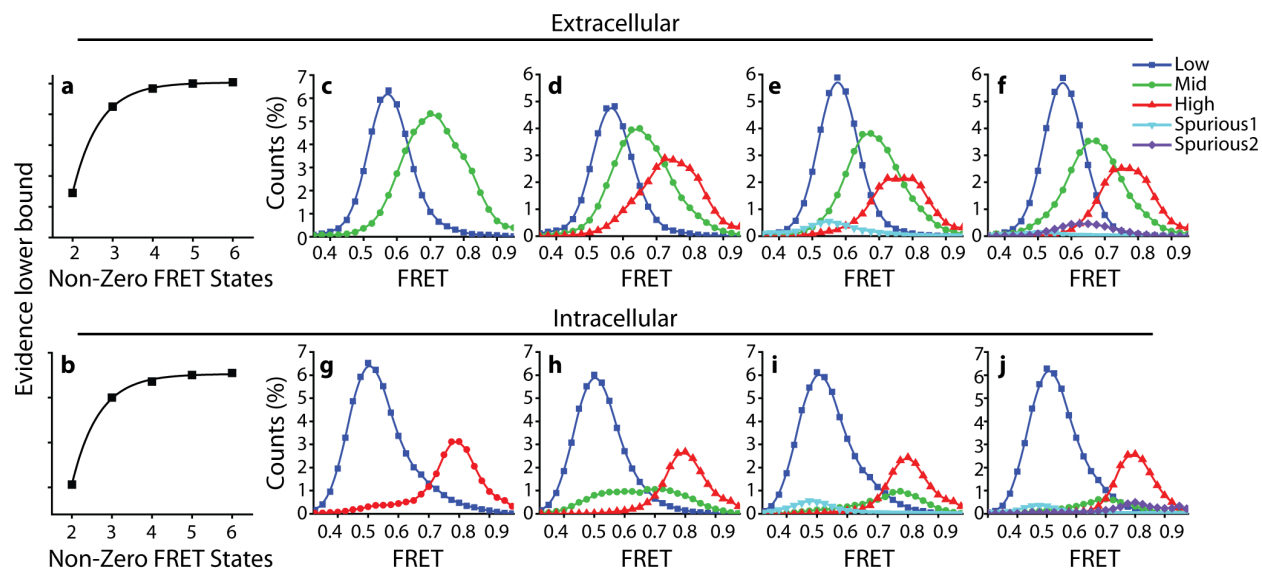 Extracellular
a
c
d
e
f
Low
Mid
High
Spurious1
Spurious2
7
6
5
4
3
2
1
0
Counts (%)
6
5
4
3
2
1
0
6
5
4
3
2
1
0
6
5
4
3
2
1
0
2 3 4 5 6
0.4 0.5 0.6 0.7 0.8 0.9
0.4 0.5 0.6 0.7 0.8 0.9
0.4 0.5 0.6 0.7 0.8 0.9
0.4 0.5 0.6 0.7 0.8 0.9
Non-Zero FRET States
FRET
FRET
FRET
FRET
Evidence lower bound
Intracellular
b
g
h
i
j
7
6
5
4
3
2
1
0
Counts (%)
7
6
5
4
3
2
1
0
7
6
5
4
3
2
1
0
7
6
5
4
3
2
1
0
2 3 4 5 6
0.4 0.5 0.6 0.7 0.8 0.9
0.4 0.5 0.6 0.7 0.8 0.9
0.4 0.5 0.6 0.7 0.8 0.9
0.4 0.5 0.6 0.7 0.8 0.9
Non-Zero FRET States
FRET
FRET
FRET
FRET